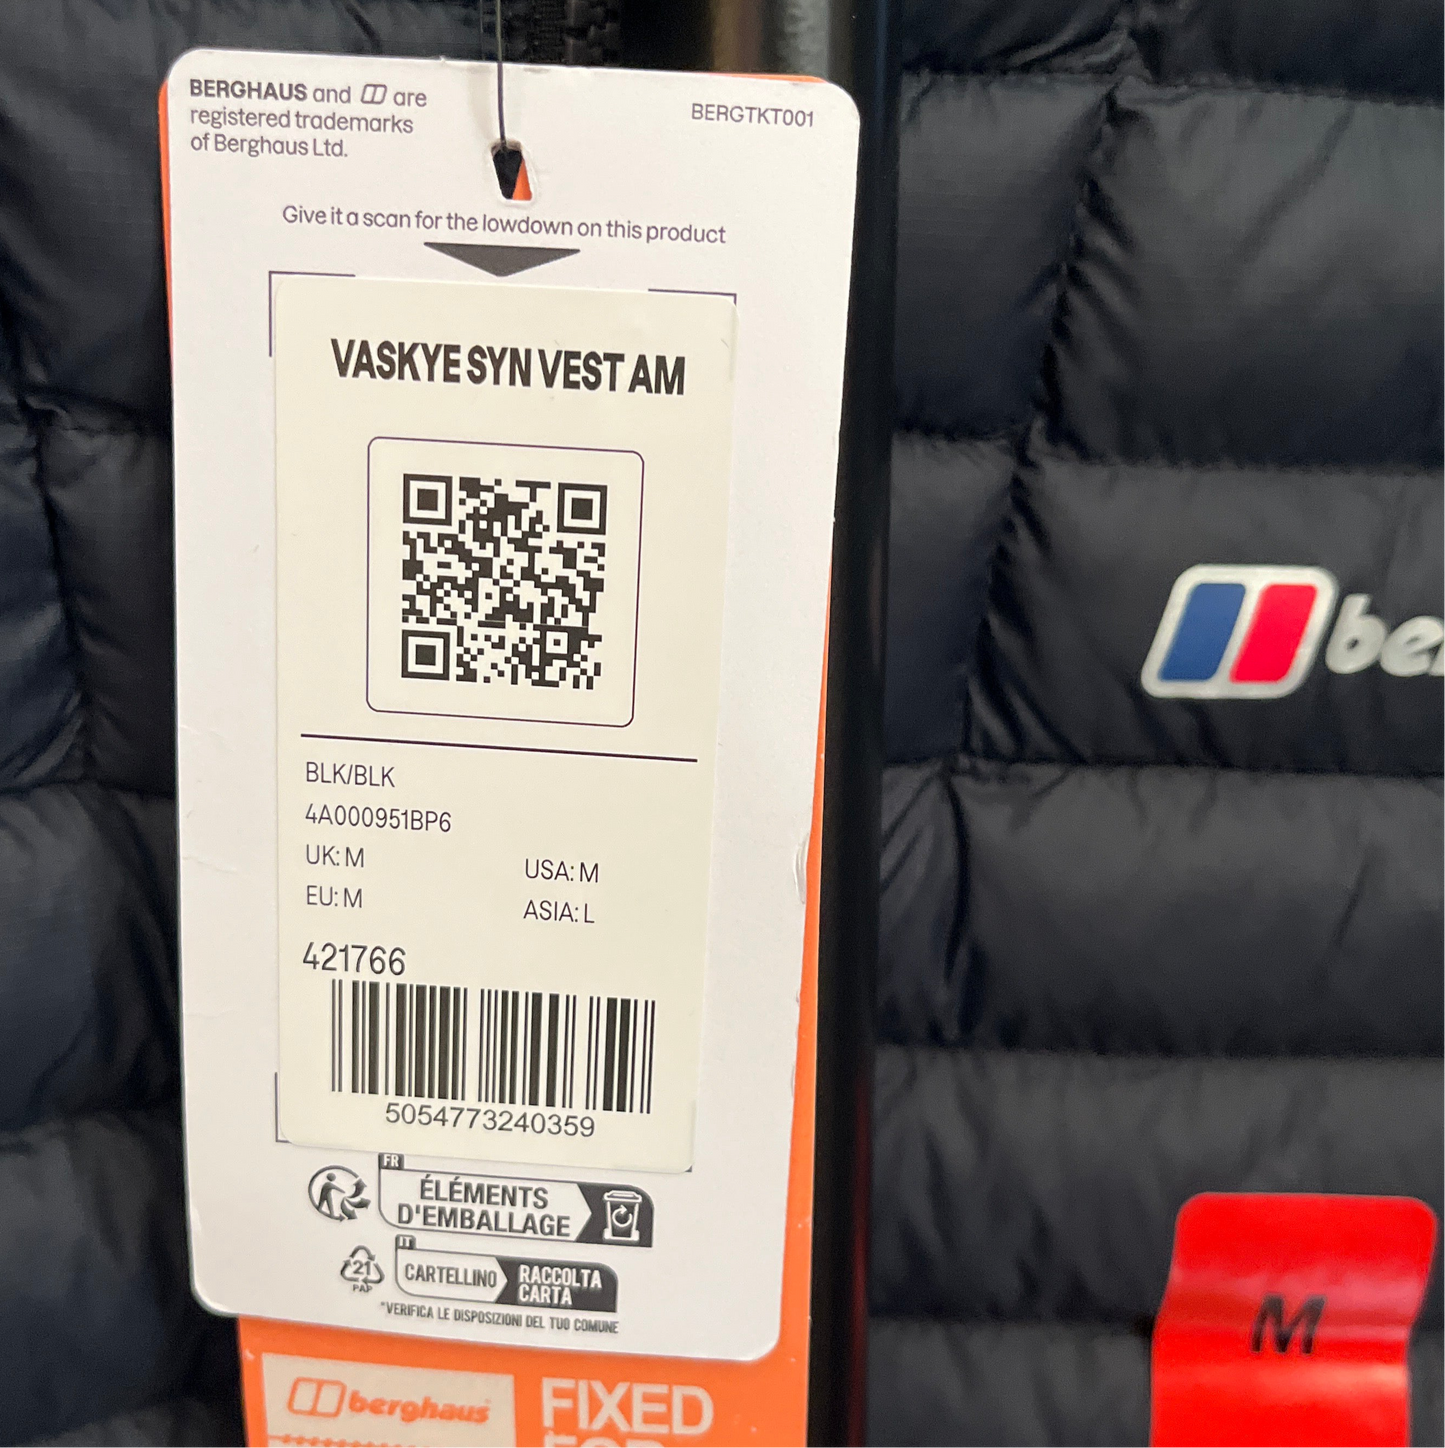 BERGHAUS and are
registered trademarks
of Berghaus Ltd.
BERGTKT001
Give it a scan for the lowdown on this product
VASKYE SYN VEST AM
BLK/BLK
4A000951BP6
UK: M
USA: M
EU: M
ASIA: L
421766
5054773240359
FR
ÉLÉMENTS
D'EMBALLAGE
IT
21
PAP
CARTELLINO
RACCOLTA
CARTA
*VERIFICA LE DISPOSIZIONI DEL TUO COMUNE
berghaus
FIXED
FOR
be
M